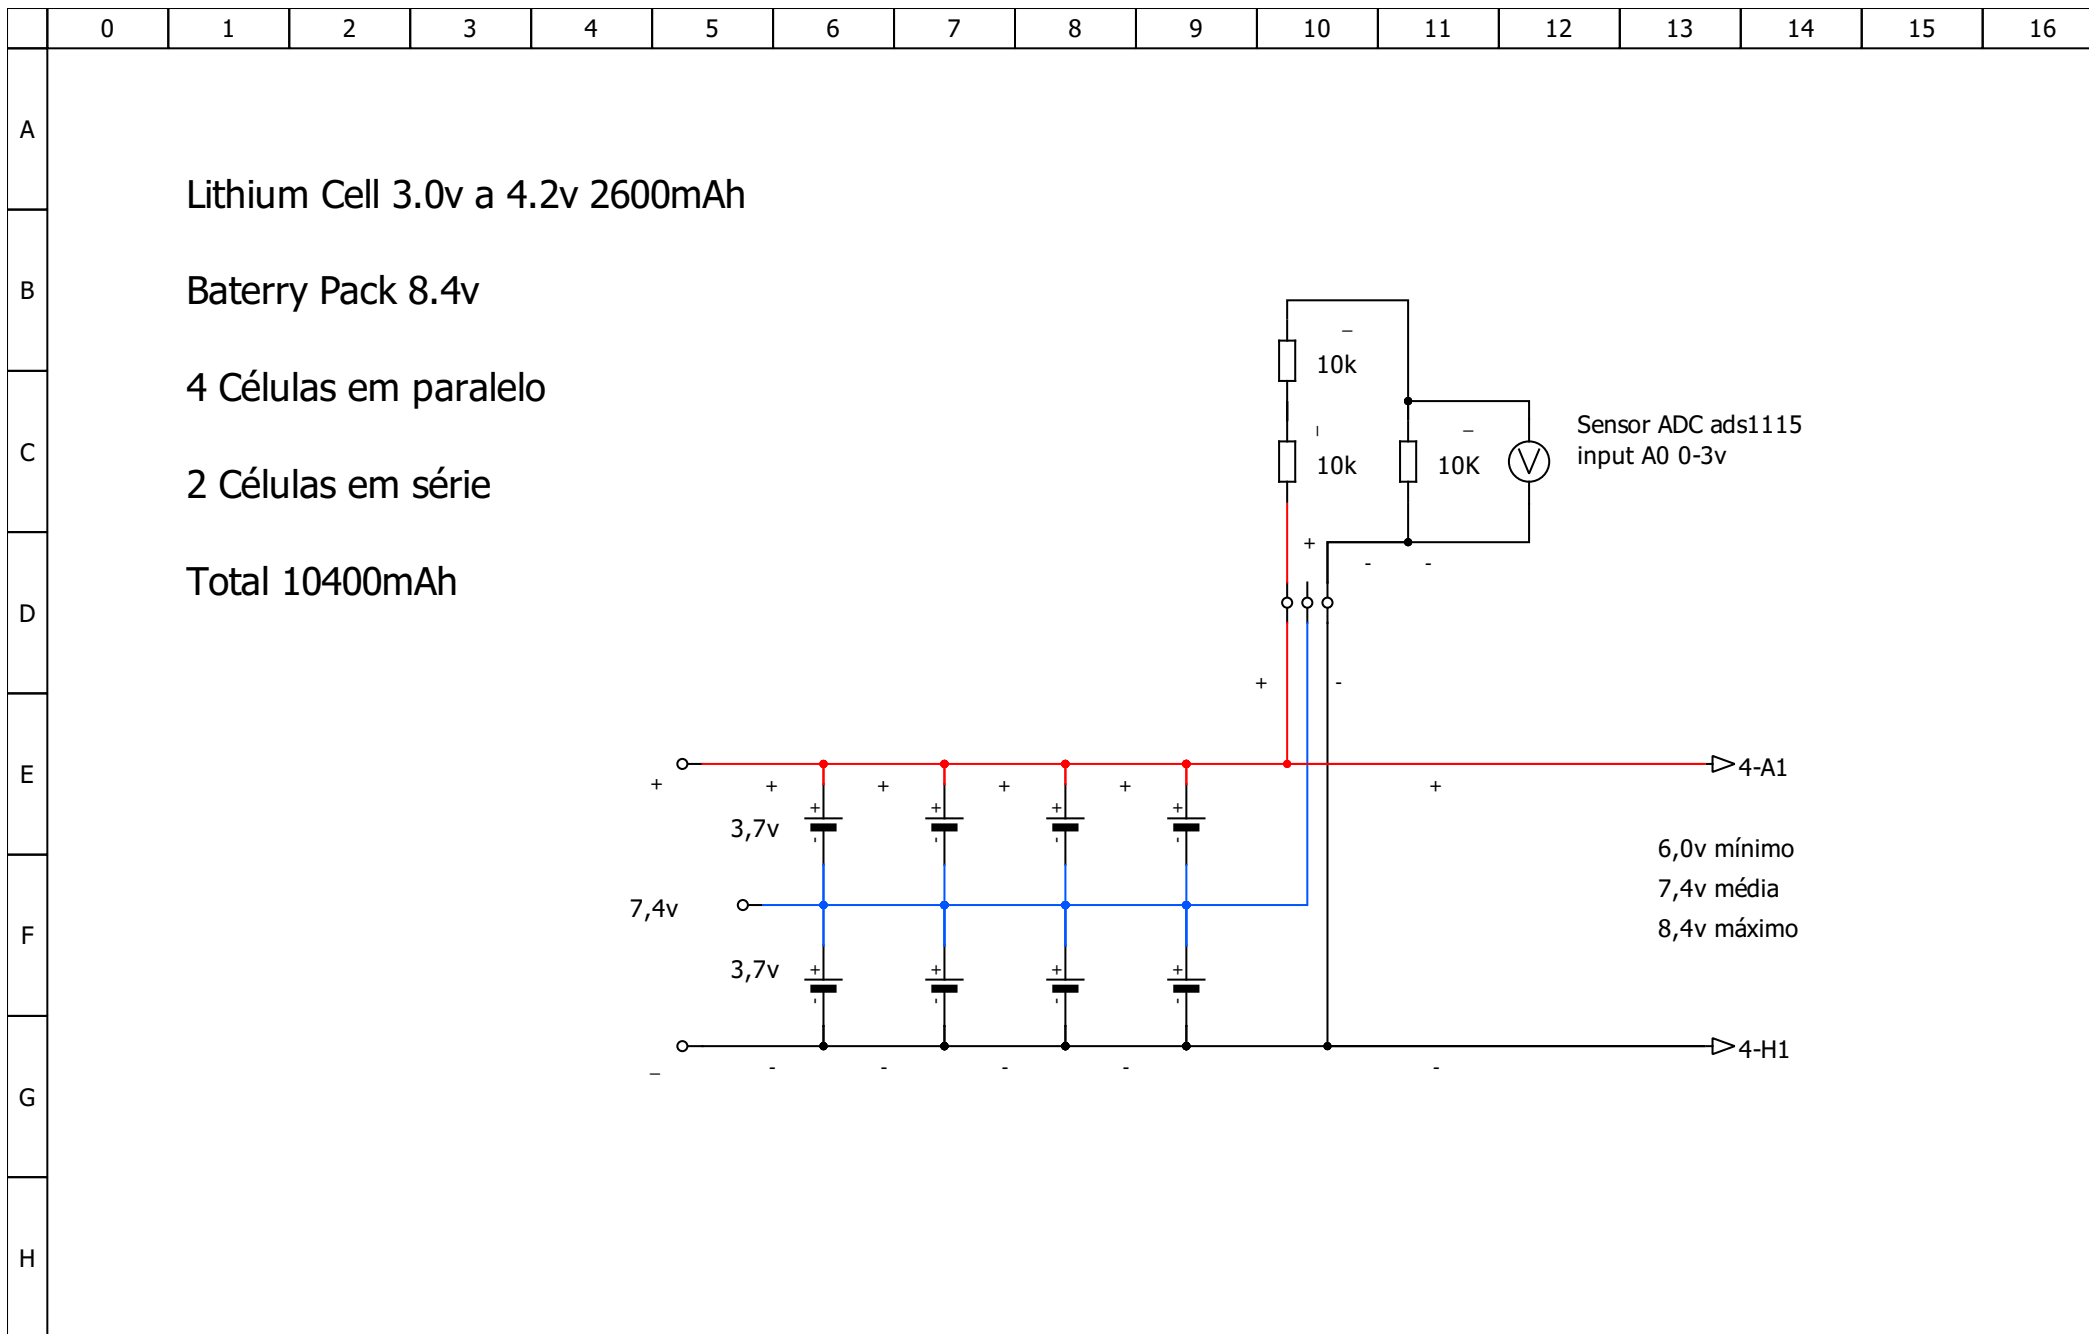 0 1 2 3 4 5 6 7 8 9 10 11 12 13 14 15 16
A
Lithium Cell 3.0v a 4.2v 2600mAh
B
Baterry Pack 8.4v
10k
4 Células em paralelo
Sensor ADC ads1115
input A0 0-3v
C
10k
10K
2 Células em série
+
- -
Total 10400mAh
D
+ -
E
4-A1
+ + + + + +
+ + + +
3,7v
- - - -
6,0v mínimo
7,4v média
7,4v
8,4v máximo
F
3,7v
+ + + +
- - - -
4-H1
- - - - - -
G
H